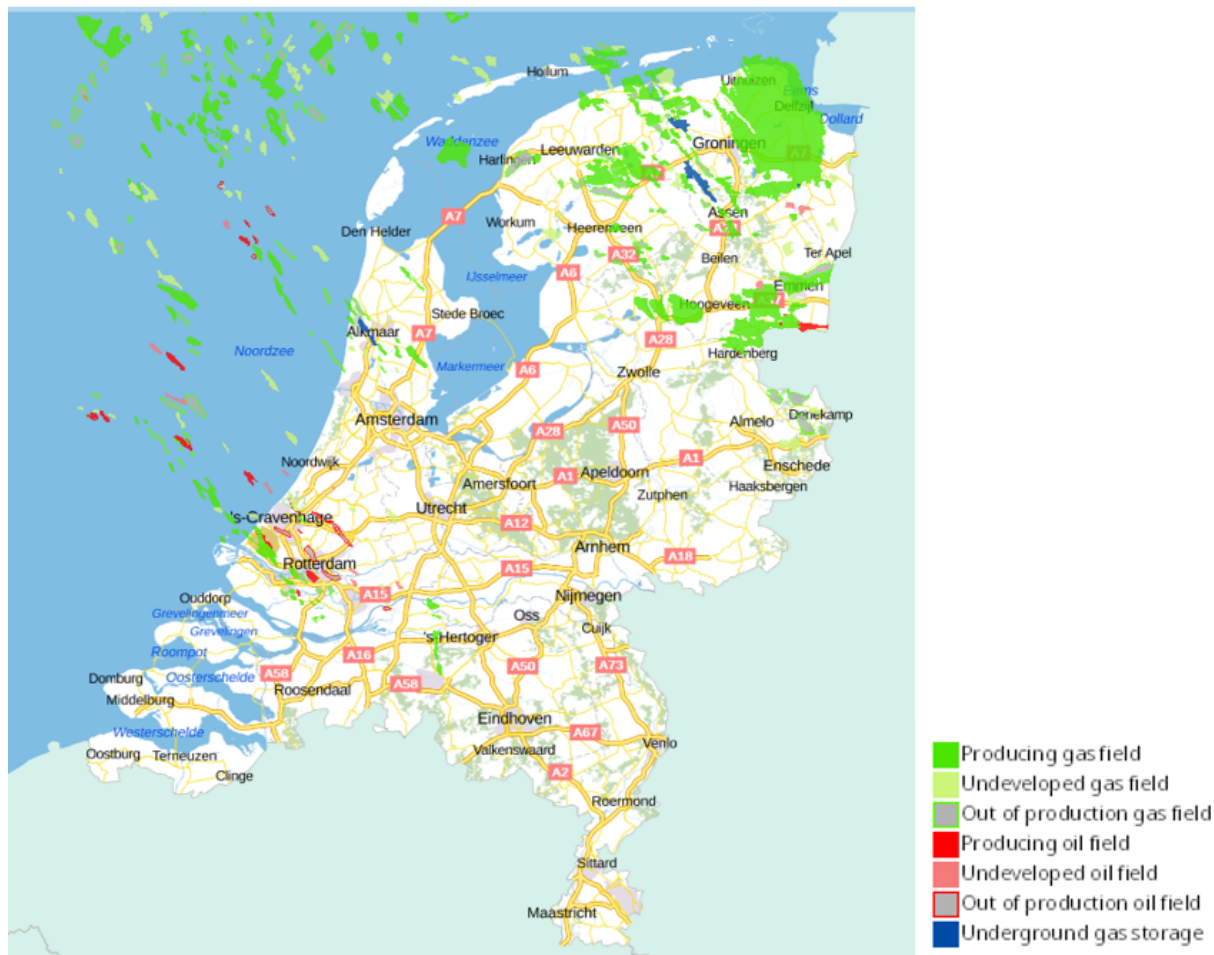 Hollum
Uithuizen
Eems
Delfzijl
Dollard
Waddenzee
Harlingen
Leeuwarden
Groningen
A7
Den Helder
A7
Workum
Heerenveen
Assen
A32
Beilen
Ter Apel
IJsselmeer
A6
Emmen
Stede Broec
Hoogeveen
Noordzee
Alkmaar
A7
A28
Hardenberg
Markermeer
A6
Zwolle
Amsterdam
A28
A50
Almelo
Denekamp
Noordwijk
Amersfoort
A1
Apeldoorn
A1
Enschede
Zutphen
Haaksbergen
Utrecht
's-Gravenhage
A12
Arnhem
A18
Rotterdam
A15
A15
Nijmegen
Ouddorp
Grevelingenmeer
Grevelingen
Oss
Cuijk
Roompot
's Hertoger
A16
A50
A73
Domburg
Oosterschelde
A58
A58
Roosendaal
Middelburg
Westerschelde
Eindhoven
A67
Oostburg
Terneuzen
Valkenswaard
Venlo
Clinge
A2
Roermond
Sittard
Maastricht
Producing gas field
Undeveloped gas field
Out of production gas field
Producing oil field
Undeveloped oil field
Out of production oil field
Underground gas storage